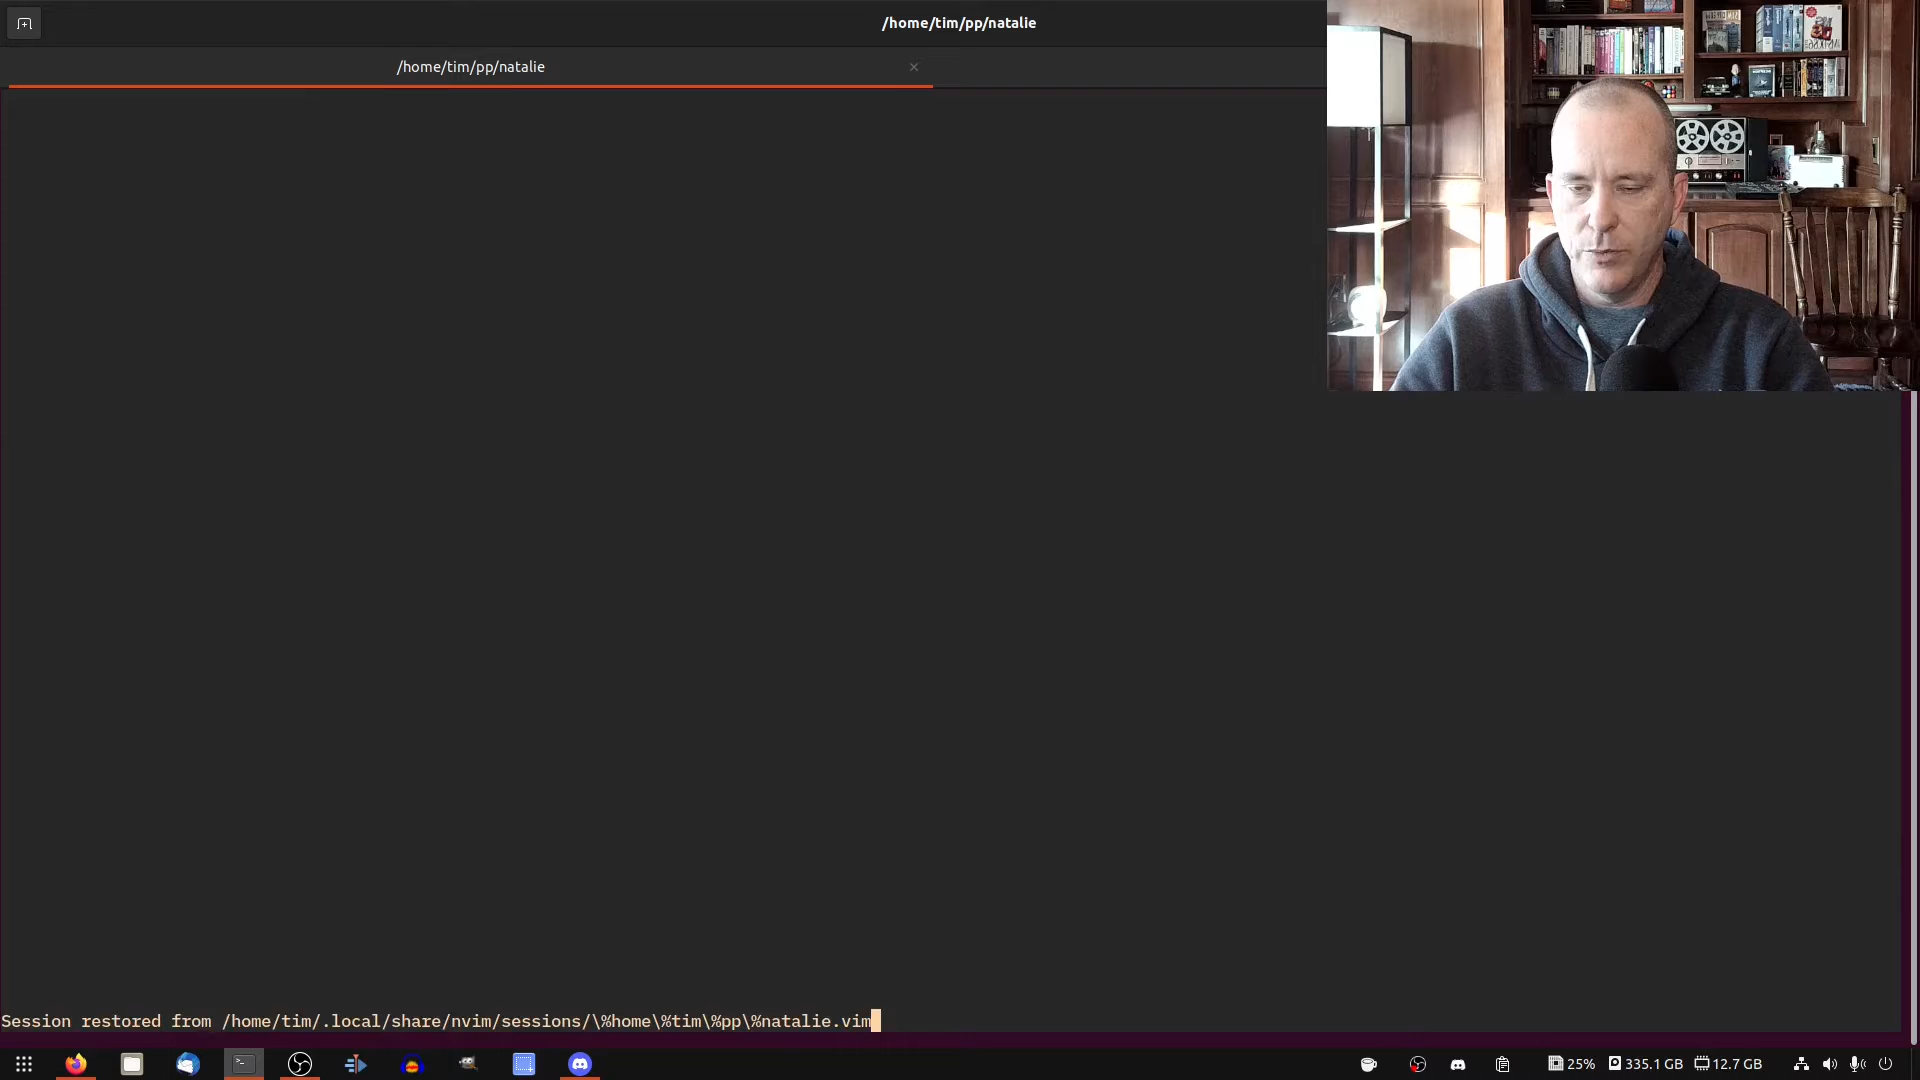 /home/tim/pp/natalie
/home/tim/pp/natalie
Session restored from /home/tim/.local/share/nvim/sessions/\%home\%tim\%pp\%natalie.vim
25% 335.1 GB 12.7 GB